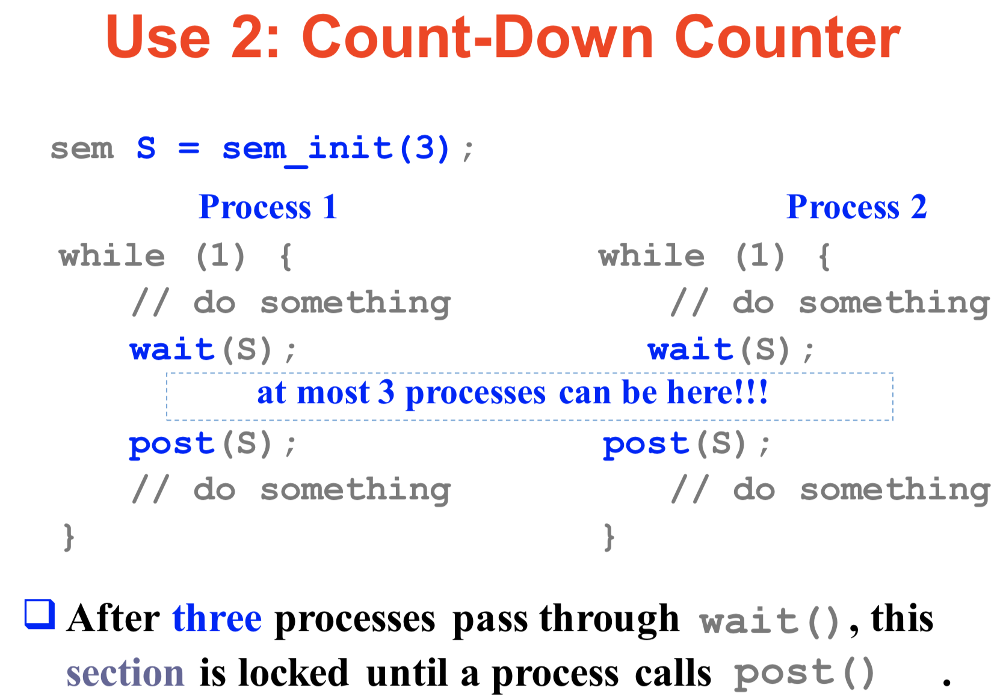 Use 2: Count-Down Counter
sem S = sem_init(3);
Process 1
while (1) {
// do something
wait(S);
Process 2
while (1) {
// do something
wait(S);
at most 3 processes can be here!!!
post(S);
// do something
}
post(S);
// do something
}
After three processes pass through wait(), this
section is locked until a process calls post() .